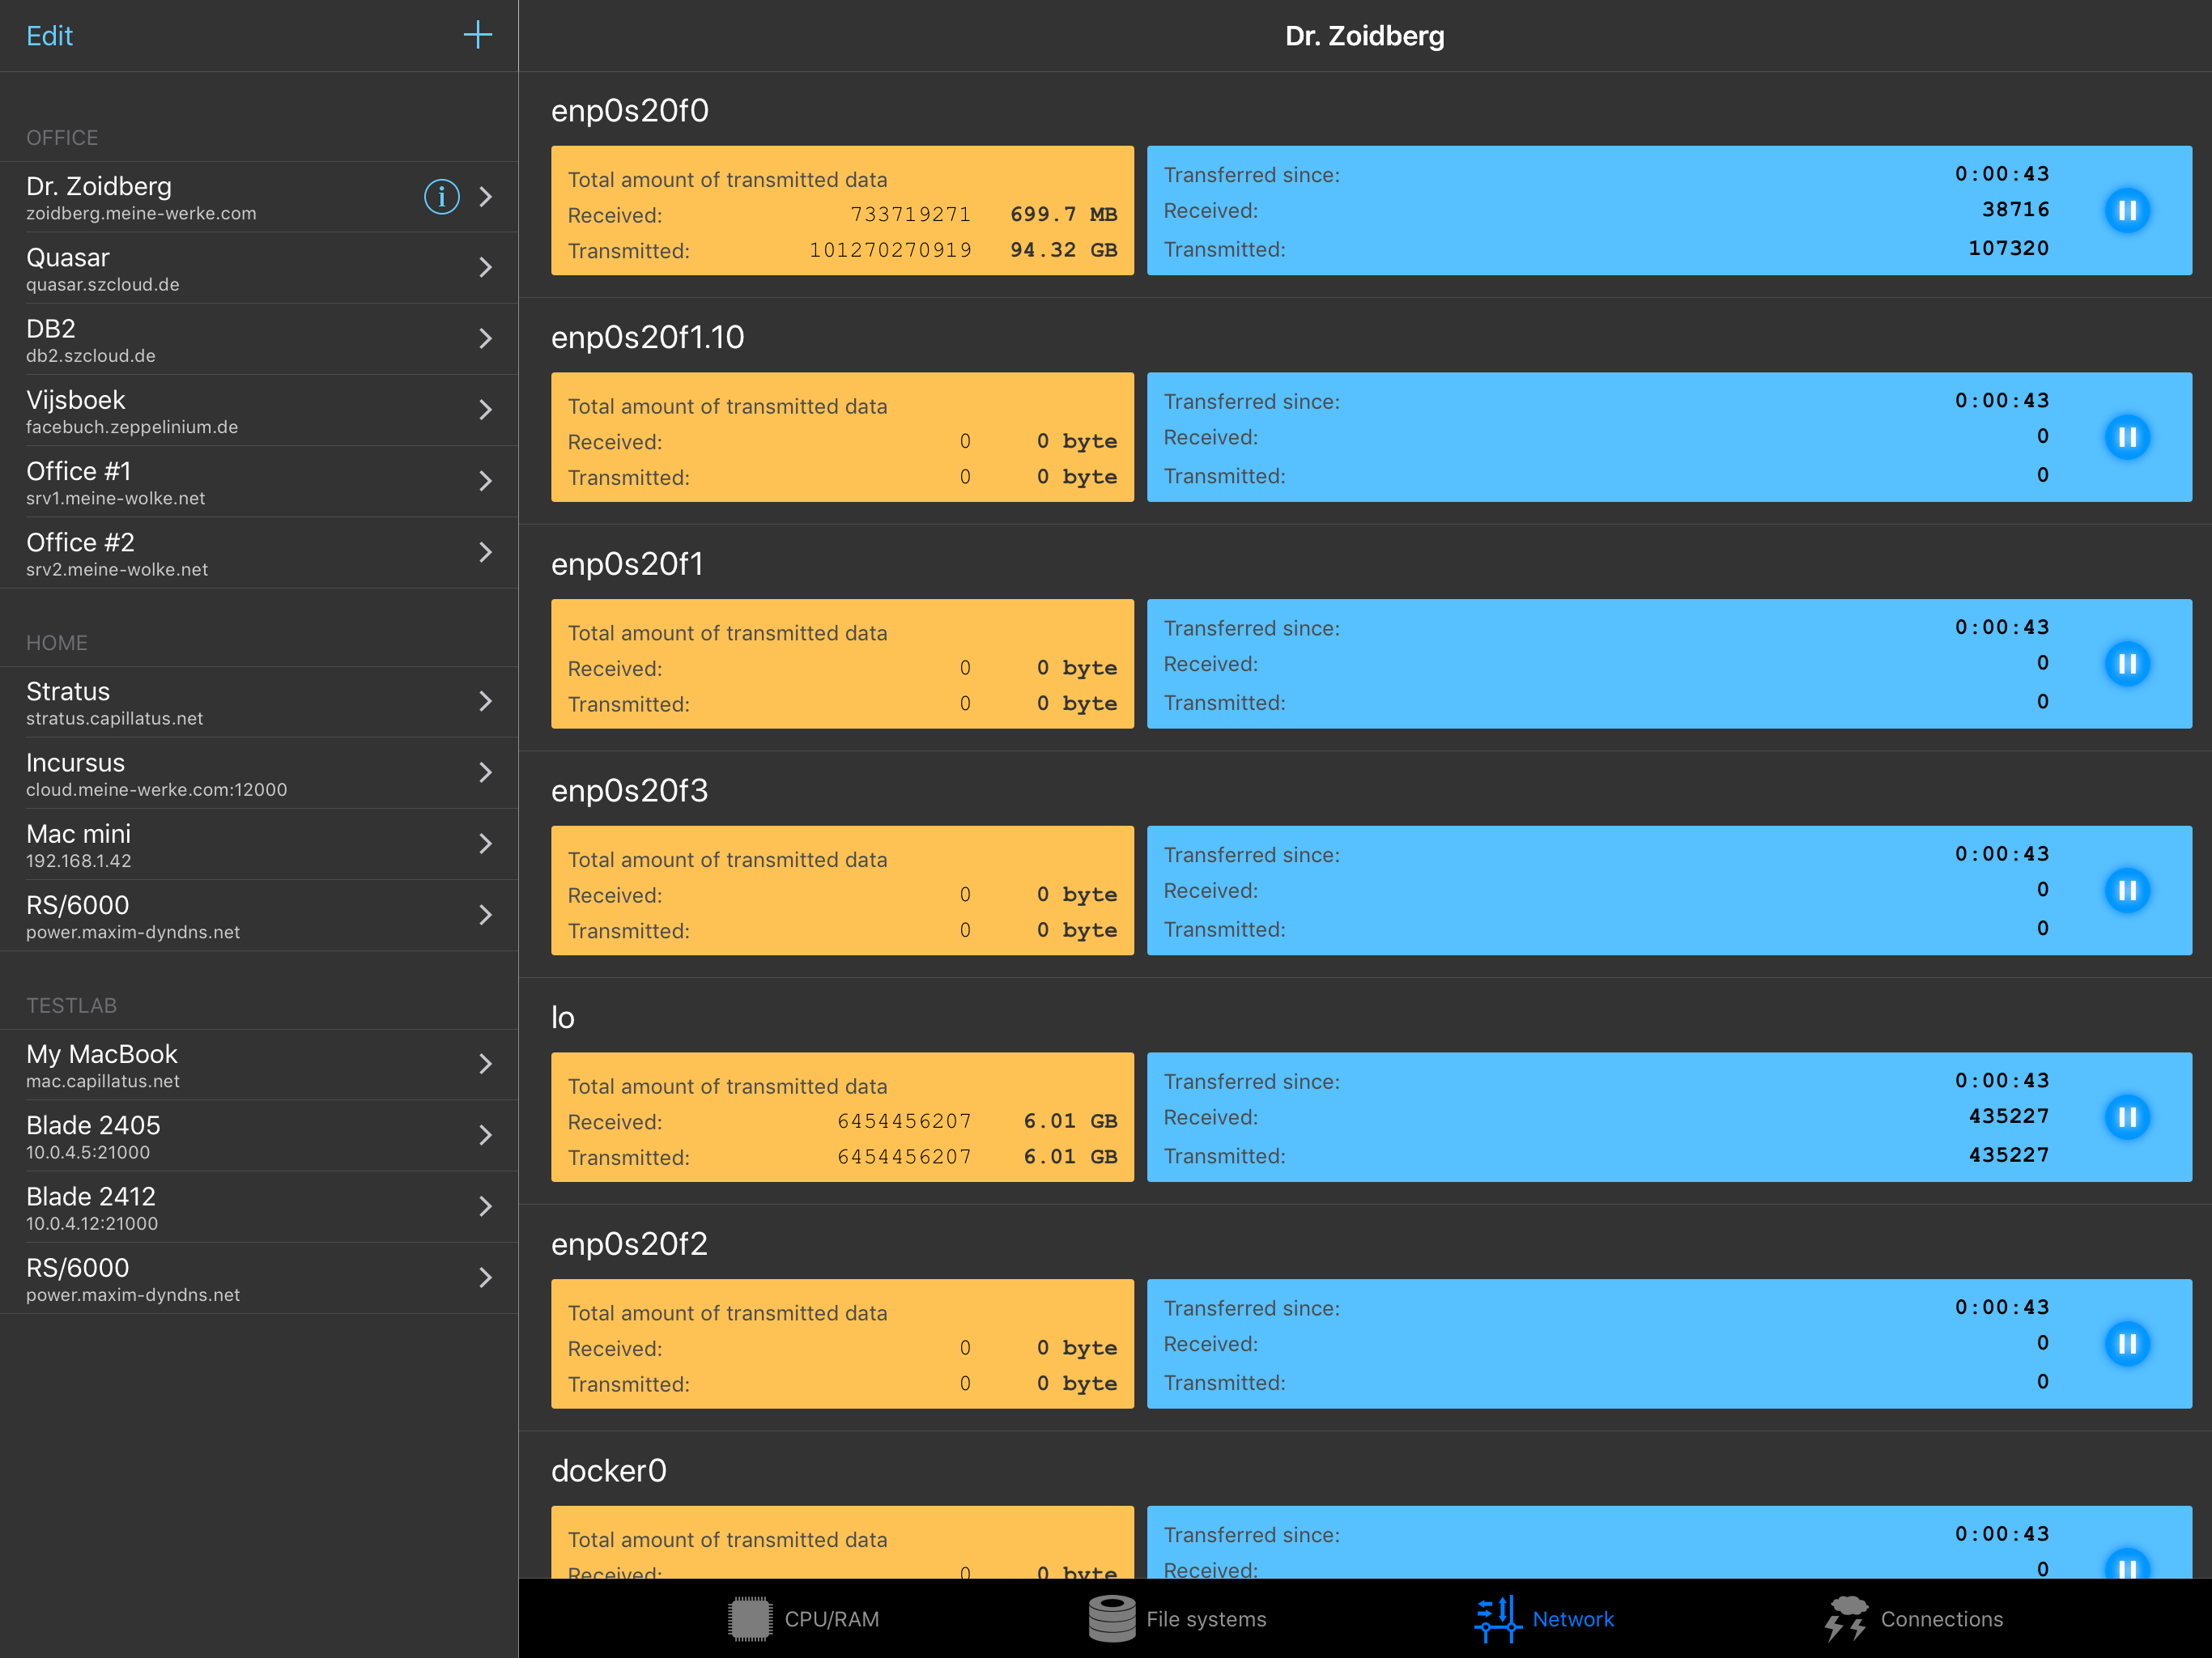 Edit
OFFICE
Dr. Zoidberg
zoidberg.meine-werke.com
Quasar
quasar.szcloud.de
DB2
db2.szcloud.de
Vijsboek
facebuch.zeppelinium.de
Office #1
srv1.meine-wolke.net
Office #2
srv2.meine-wolke.net
HOME
Stratus
stratus.capillatus.net
Incursus
cloud.meine-werke.com:12000
Mac mini
192.168.1.42
RS/6000
power.maxim-dyndns.net
TESTLAB
My MacBook
mac.capillatus.net
Blade 2405
10.0.4.5:21000
Blade 2412
10.0.4.12:21000
RS/6000
power.maxim-dyndns.net
Dr. Zoidberg
enp0s20f0
Total amount of transmitted data
Received: 733719271 699.7 MB
Transmitted: 101270270919 94.32 GB
Transferred since: 0:00:43
Received: 38716
Transmitted: 107320
enp0s20f1.10
Total amount of transmitted data
Received: 0 0 byte
Transmitted: 0 0 byte
Transferred since: 0:00:43
Received: 0
Transmitted: 0
enp0s20f1
Total amount of transmitted data
Received: 0 0 byte
Transmitted: 0 0 byte
Transferred since: 0:00:43
Received: 0
Transmitted: 0
enp0s20f3
Total amount of transmitted data
Received: 0 0 byte
Transmitted: 0 0 byte
Transferred since: 0:00:43
Received: 0
Transmitted: 0
lo
Total amount of transmitted data
Received: 6454456207 6.01 GB
Transmitted: 6454456207 6.01 GB
Transferred since: 0:00:43
Received: 435227
Transmitted: 435227
enp0s20f2
Total amount of transmitted data
Received: 0 0 byte
Transmitted: 0 0 byte
Transferred since: 0:00:43
Received: 0
Transmitted: 0
docker0
Total amount of transmitted data
Received: 0 0 byte
Transferred since: 0:00:43
Received: 0
CPU/RAM
File systems
Network
Connections